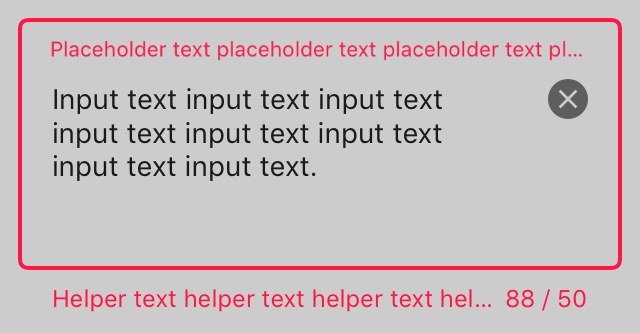 Placeholder text placeholder text placeholder text pl...
Input text input text input text
input text input text input text
input text input text.
Helper text helper text helper text hel... 88 / 50